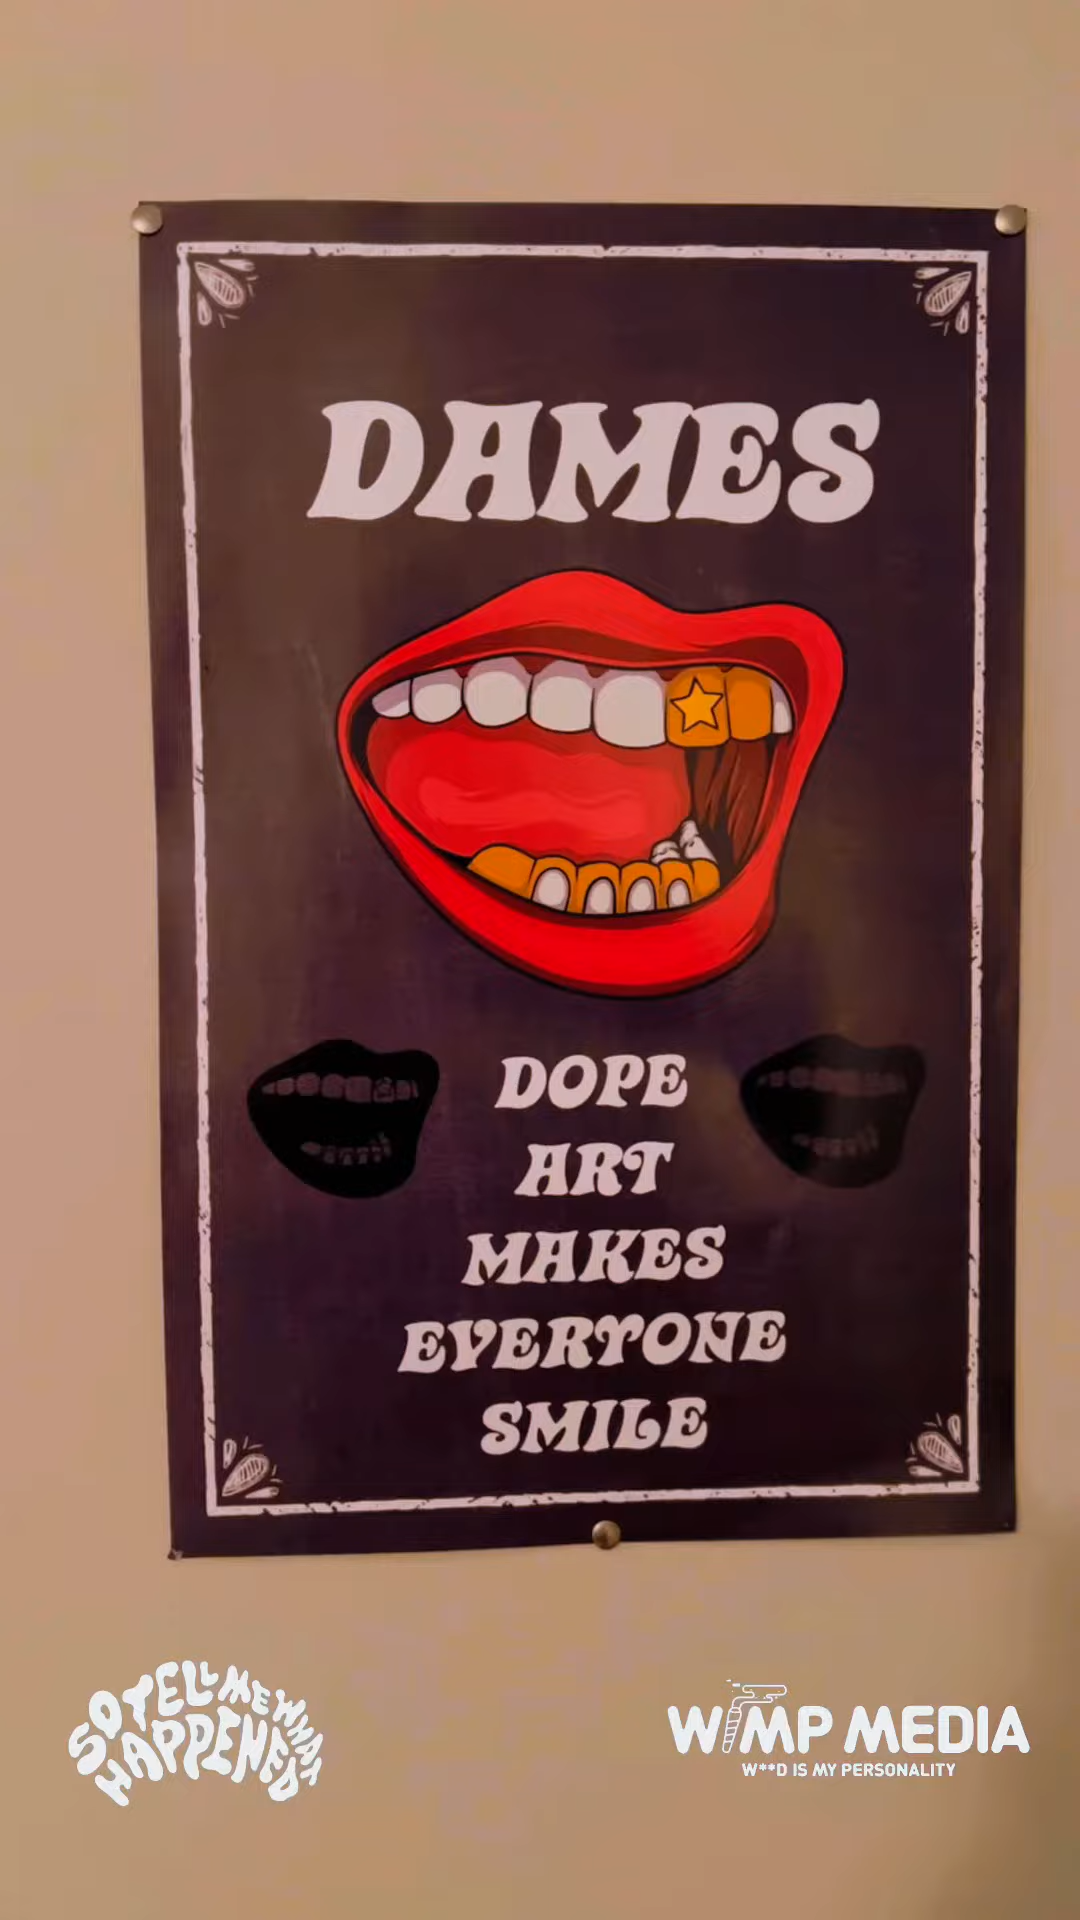 DAMES
DOPE
ART
MAKES
EVERYONE
SMILE
SO TELL ME WHAT
HAPPENED
WIMP MEDIA
W**D IS MY PERSONALITY